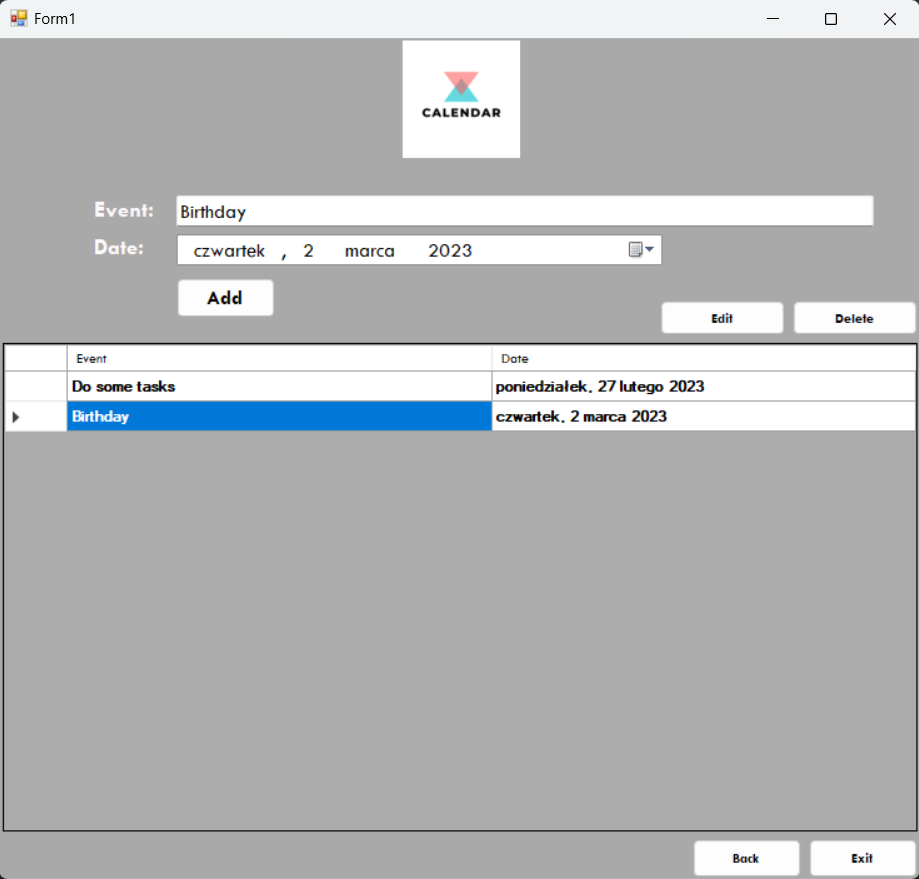 Form1
CALENDAR
Event: Birthday
Date: czwartek , 2 marca 2023
Add
Edit Delete
Event Date
Do some tasks poniedziałek, 27 lutego 2023
Birthday czwartek, 2 marca 2023
Back Exit